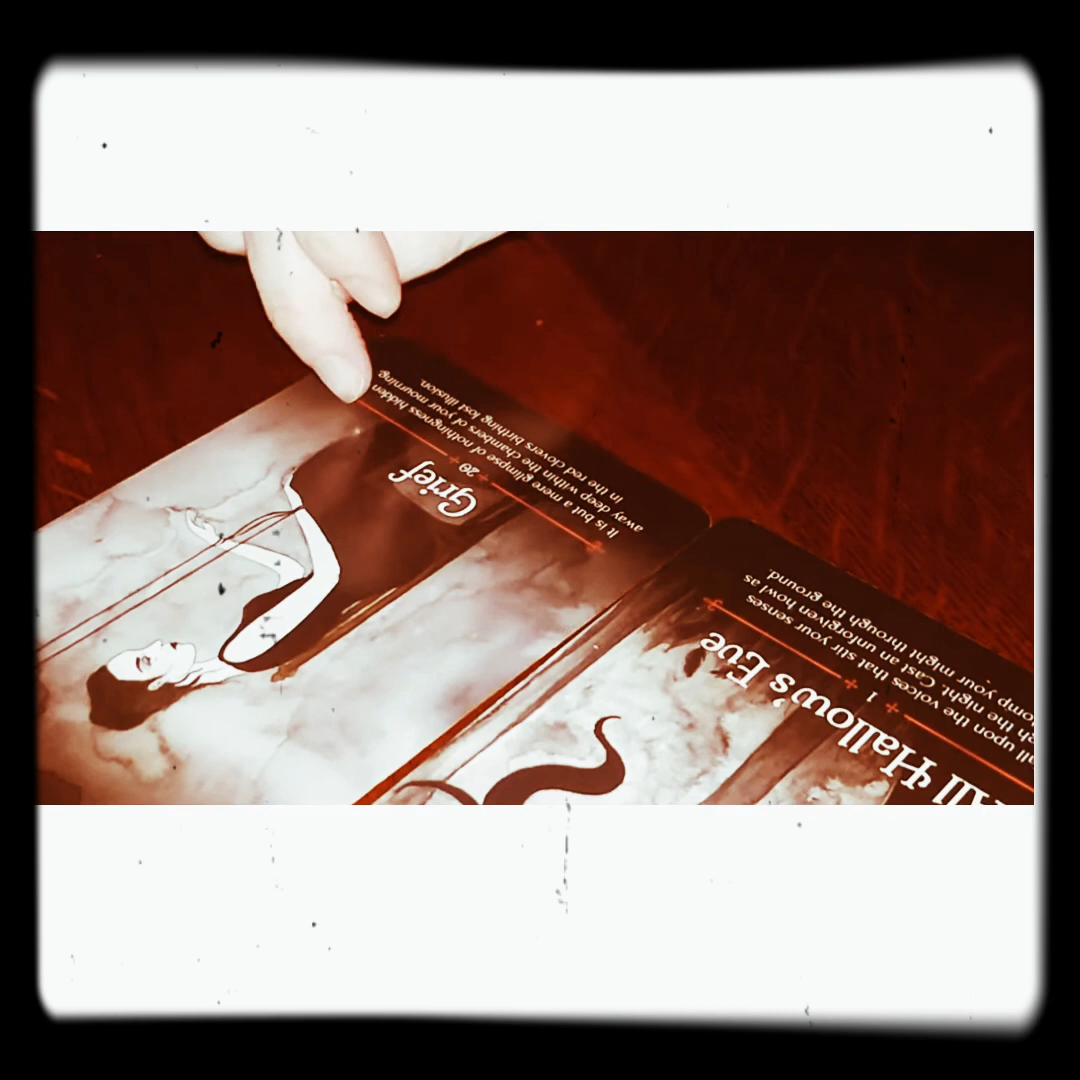 All Hallow's Eve
1
upon the voices that stir your senses
the night. Cast an unforgiven howl as
your might through the ground.
Grief
20
It is but a mere glimpse of nothingness hidden
away deep within the chambers of your mourning
in the red clovers birthing lost illusion.